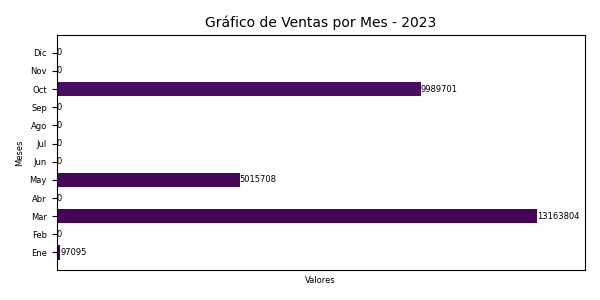 Gráfico de Ventas por Mes - 2023
Dic 0
Nov 0
Oct 9989701
Sep 0
Ago 0
Jul 0
Jun 0
May 5015708
Abr 0
Mar 13163804
Feb 0
Ene 97095
Meses
Valores